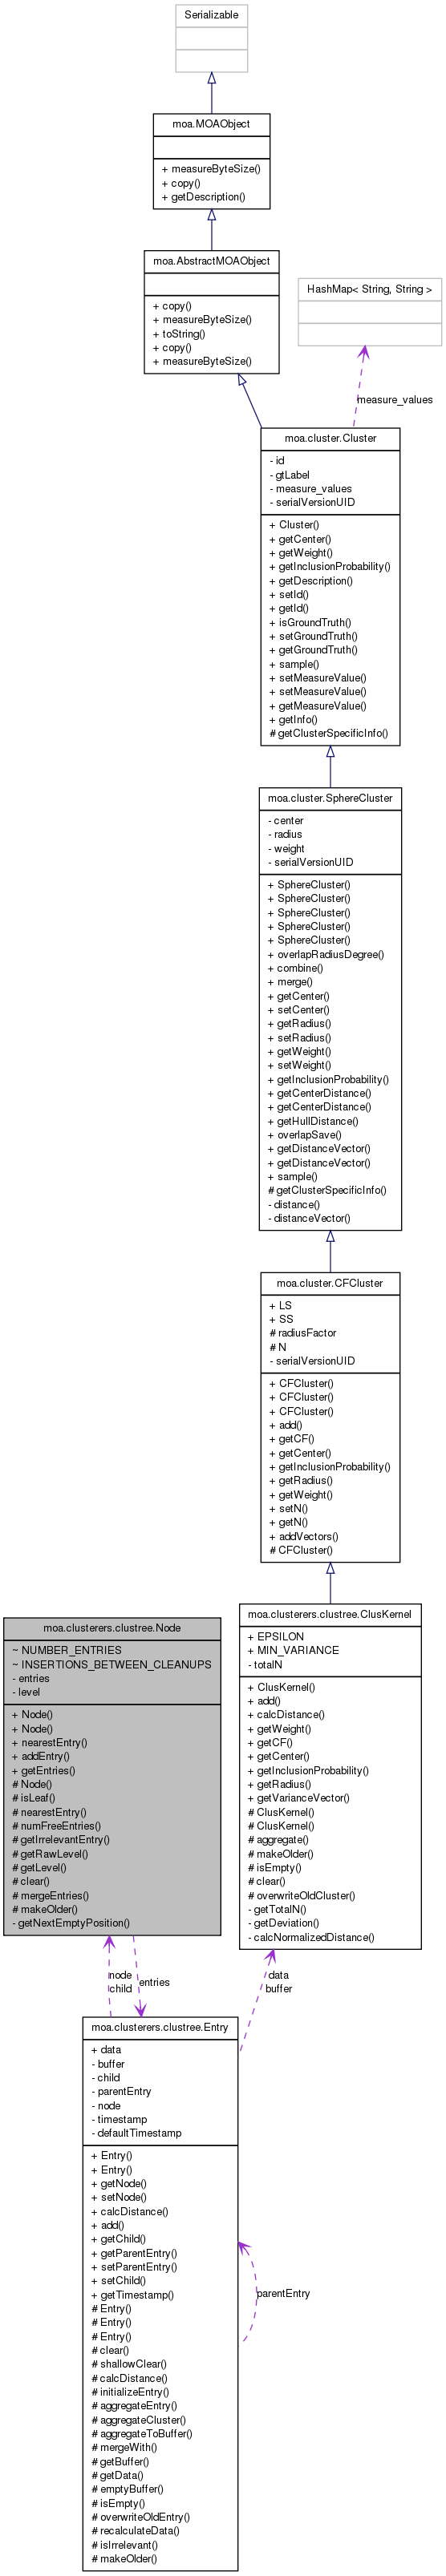 Serializable
moa.MOAObject
+ measureByteSize()
+ copy()
+ getDescription()
moa.AbstractMOAObject
+ copy()
+ measureByteSize()
+ toString()
+ copy()
+ measureByteSize()
HashMap< String, String >
measure_values
moa.cluster.Cluster
- id
- gtLabel
- measure_values
- serialVersionUID
+ Cluster()
+ getCenter()
+ getWeight()
+ getInclusionProbability()
+ getDescription()
+ setId()
+ getId()
+ isGroundTruth()
+ setGroundTruth()
+ getGroundTruth()
+ sample()
+ setMeasureValue()
+ setMeasureValue()
+ getMeasureValue()
+ getInfo()
# getClusterSpecificInfo()
moa.cluster.SphereCluster
- center
- radius
- weight
- serialVersionUID
+ SphereCluster()
+ SphereCluster()
+ SphereCluster()
+ SphereCluster()
+ SphereCluster()
+ overlapRadiusDegree()
+ combine()
+ merge()
+ getCenter()
+ setCenter()
+ getRadius()
+ setRadius()
+ getWeight()
+ setWeight()
+ getInclusionProbability()
+ getCenterDistance()
+ getCenterDistance()
+ getHullDistance()
+ overlapSave()
+ getDistanceVector()
+ getDistanceVector()
+ sample()
# getClusterSpecificInfo()
- distance()
- distanceVector()
moa.cluster.CFCluster
+ LS
+ SS
# radiusFactor
# N
- serialVersionUID
+ CFCluster()
+ CFCluster()
+ CFCluster()
+ add()
+ getCF()
+ getCenter()
+ getInclusionProbability()
+ getRadius()
+ getWeight()
+ setN()
+ getN()
+ addVectors()
# CFCluster()
moa.clusterers.clustree.Node
~ NUMBER_ENTRIES
~ INSERTIONS_BETWEEN_CLEANUPS
- entries
- level
+ Node()
+ Node()
+ nearestEntry()
+ addEntry()
+ getEntries()
# Node()
# isLeaf()
# nearestEntry()
# numFreeEntries()
# getIrrelevantEntry()
# getRawLevel()
# getLevel()
# clear()
# mergeEntries()
# makeOlder()
- getNextEmptyPosition()
moa.clusterers.clustree.ClusKernel
+ EPSILON
+ MIN_VARIANCE
- totalN
+ ClusKernel()
+ add()
+ calcDistance()
+ getWeight()
+ getCF()
+ getCenter()
+ getInclusionProbability()
+ getRadius()
+ getVarianceVector()
# ClusKernel()
# ClusKernel()
# aggregate()
# makeOlder()
# isEmpty()
# clear()
# overwriteOldCluster()
- getTotalN()
- getDeviation()
- calcNormalizedDistance()
node
child
entries
data
buffer
moa.clusterers.clustree.Entry
+ data
- buffer
- child
- parentEntry
- node
- timestamp
- defaultTimestamp
+ Entry()
+ Entry()
+ getNode()
+ setNode()
+ calcDistance()
+ add()
+ getChild()
+ getParentEntry()
+ setParentEntry()
+ setChild()
+ getTimestamp()
# Entry()
# Entry()
# Entry()
# clear()
# shallowClear()
# calcDistance()
# initializeEntry()
# aggregateEntry()
# aggregateCluster()
# aggregateToBuffer()
# mergeWith()
# getBuffer()
# getData()
# emptyBuffer()
# isEmpty()
# overwriteOldEntry()
# recalculateData()
# isIrrelevant()
# makeOlder()
parentEntry